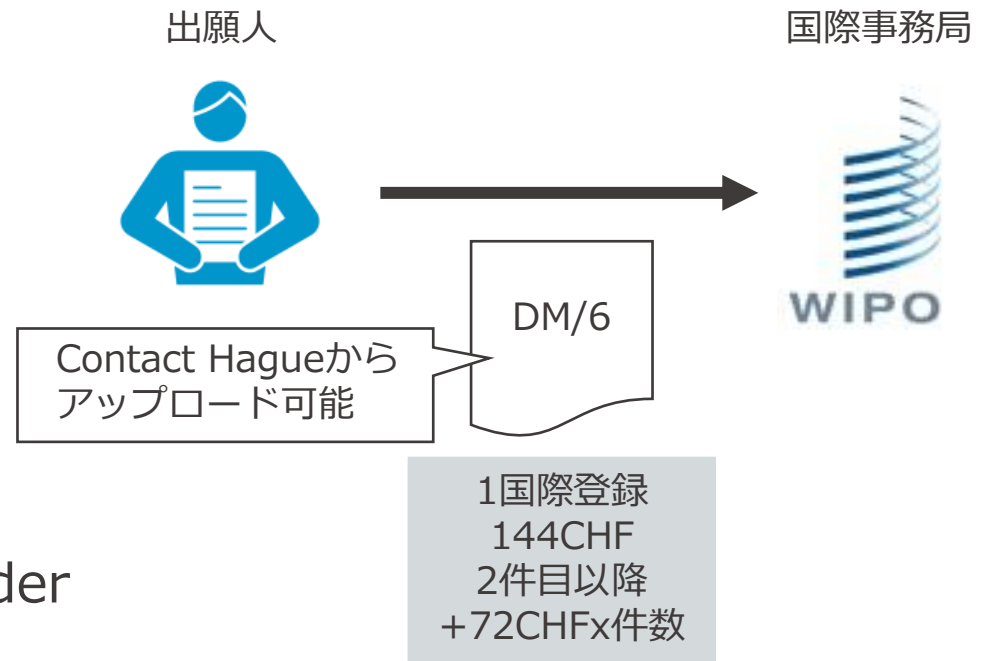 出願人
国際事務局
WIPO
DM/6
Contact Hagueから
アップロード可能
1国際登録
144CHF
2件目以降
+72CHFx件数
der